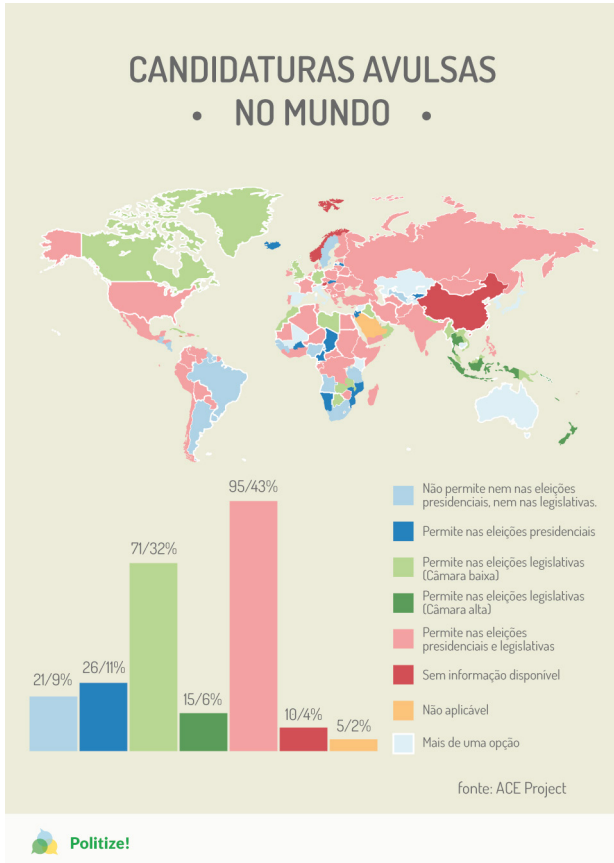 CANDIDATURAS AVULSAS
• NO MUNDO •
21/9%
26/11%
71/32%
15/6%
95/43%
10/4%
5/2%
Não permite nem nas eleições
presidenciais, nem nas legislativas.
Permite nas eleições presidenciais
Permite nas eleições legislativas
(Câmara baixa)
Permite nas eleições legislativas
(Câmara alta)
Permite nas eleições
presidenciais e legislativas
Sem informação disponível
Não aplicável
Mais de uma opção
fonte: ACE Project
Politize!